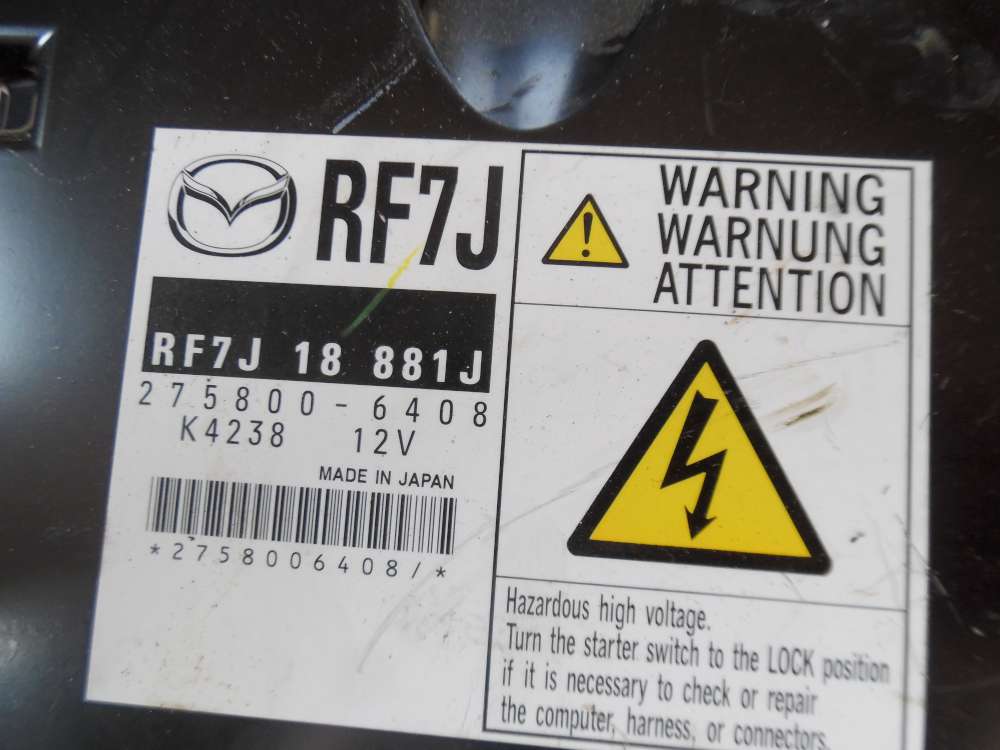 RF7J
RF7J 18 881J
275800-6408
K4238 12V
MADE IN JAPAN
*2758006408/*
WARNING
WARNUNG
ATTENTION
Hazardous high voltage.
Turn the starter switch to the LOCK position
if it is necessary to check or repair
the computer, harness, or connectors.